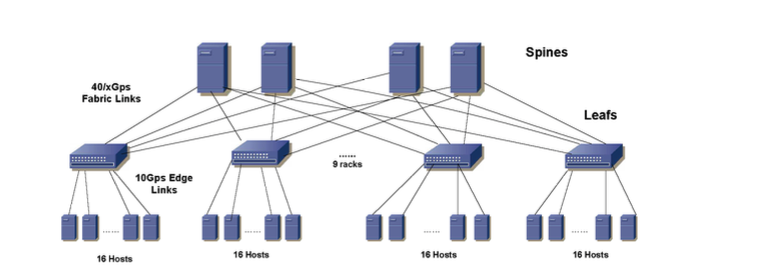 Spines
40/xGps
Fabric Links
Leafs
......
9 racks
10Gps Edge
Links
......
......
......
......
16 Hosts
16 Hosts
16 Hosts
16 Hosts